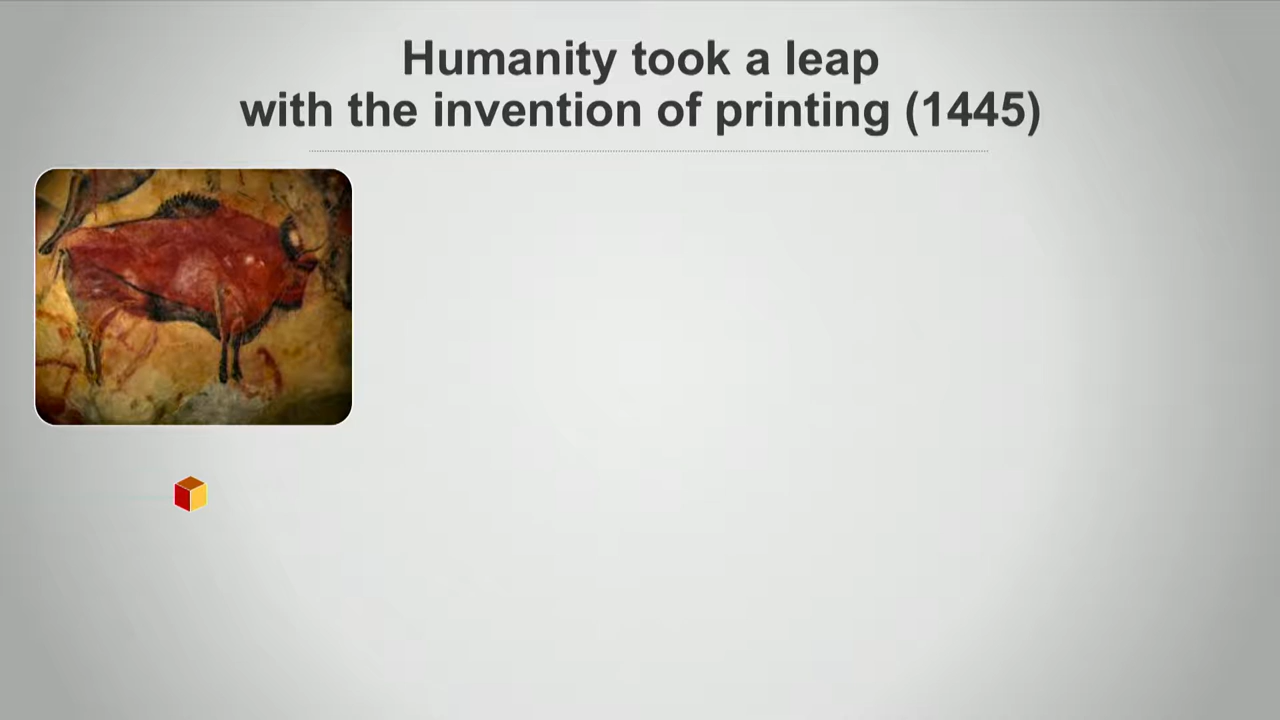 Humanity took a leap
with the invention of printing (1445)